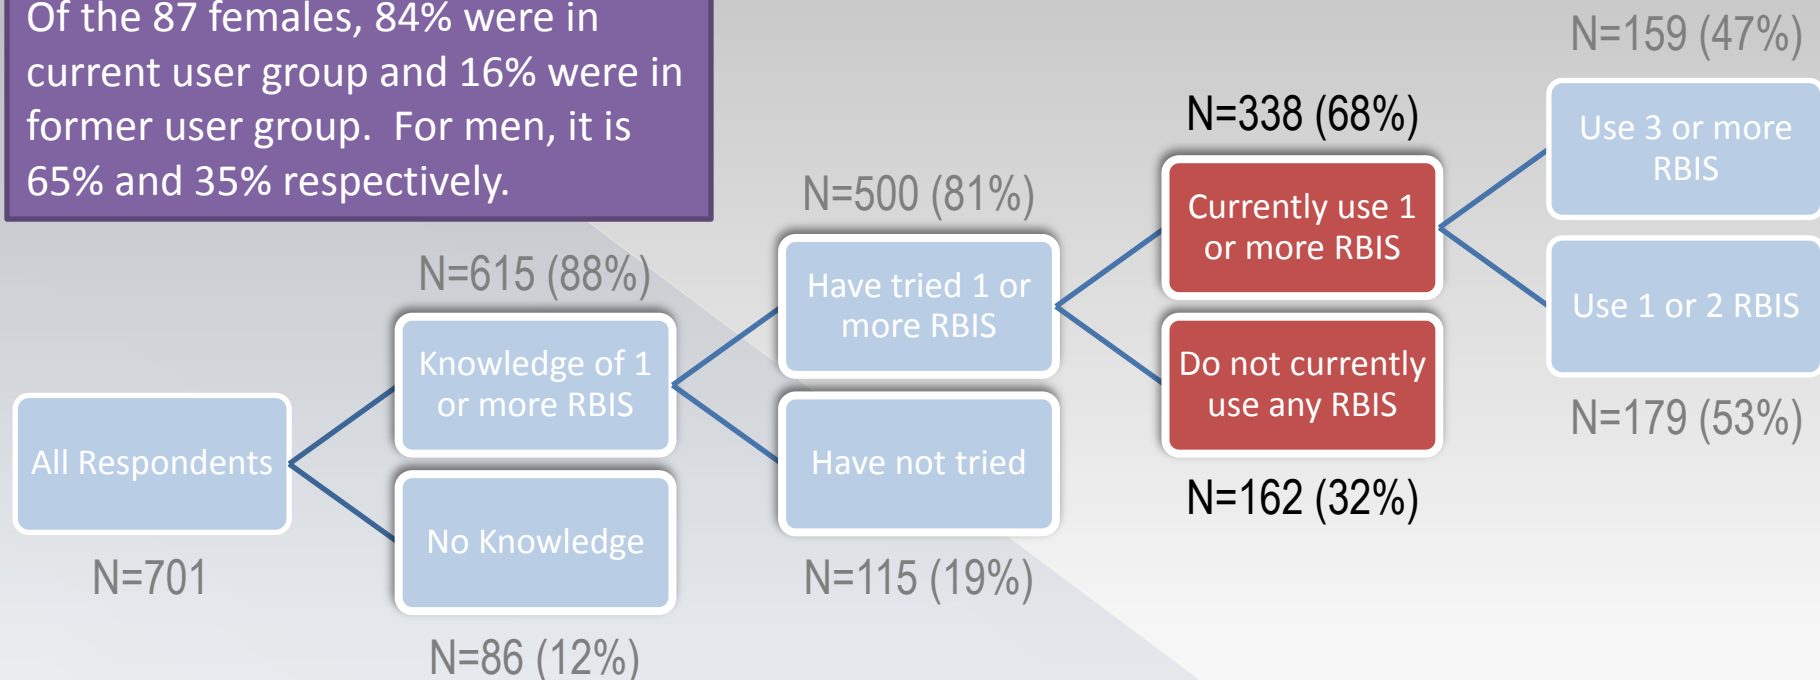 Of the 87 females, 84% were in
current user group and 16% were in
former user group.  For men, it is
65% and 35% respectively.
All Respondents
N=701
N=615 (88%)
Knowledge of 1
or more RBIS
No Knowledge
N=86 (12%)
N=500 (81%)
Have tried 1 or
more RBIS
Have not tried
N=115 (19%)
N=338 (68%)
Currently use 1
or more RBIS
Do not currently
use any RBIS
N=162 (32%)
N=159 (47%)
Use 3 or more
RBIS
Use 1 or 2 RBIS
N=179 (53%)